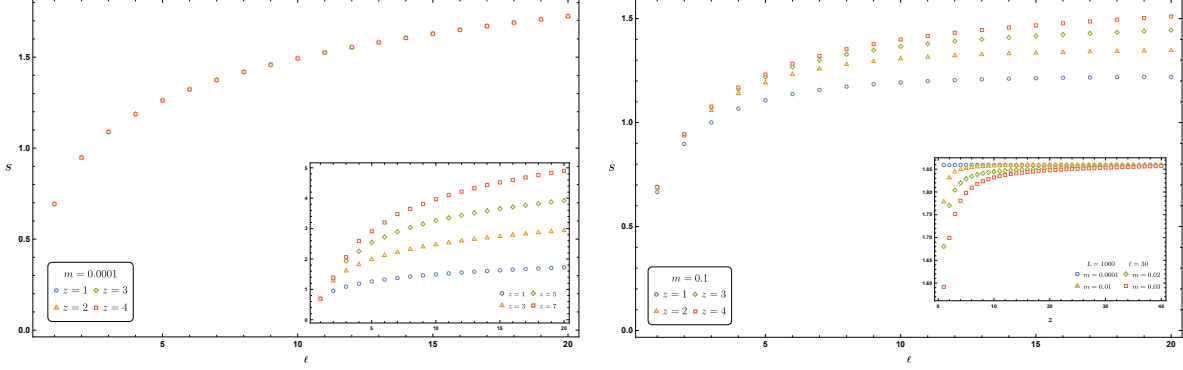 S
1.5
1.0
0.5
0.0
5
10
15
20
ℓ
m = 0.0001
z = 1 z = 3
z = 2 z = 4
5
4
3
2
1
0
5
10
15
20
z = 1 z = 5
z = 3 z = 7
S
1.5
1.0
0.5
0.0
5
10
15
20
ℓ
m = 0.1
z = 1 z = 3
z = 2 z = 4
1.85
1.80
1.75
1.70
1.65
1.60
0
10
20
30
40
z
L = 1000 ℓ = 30
m = 0.0001 m = 0.02
m = 0.01 m = 0.03